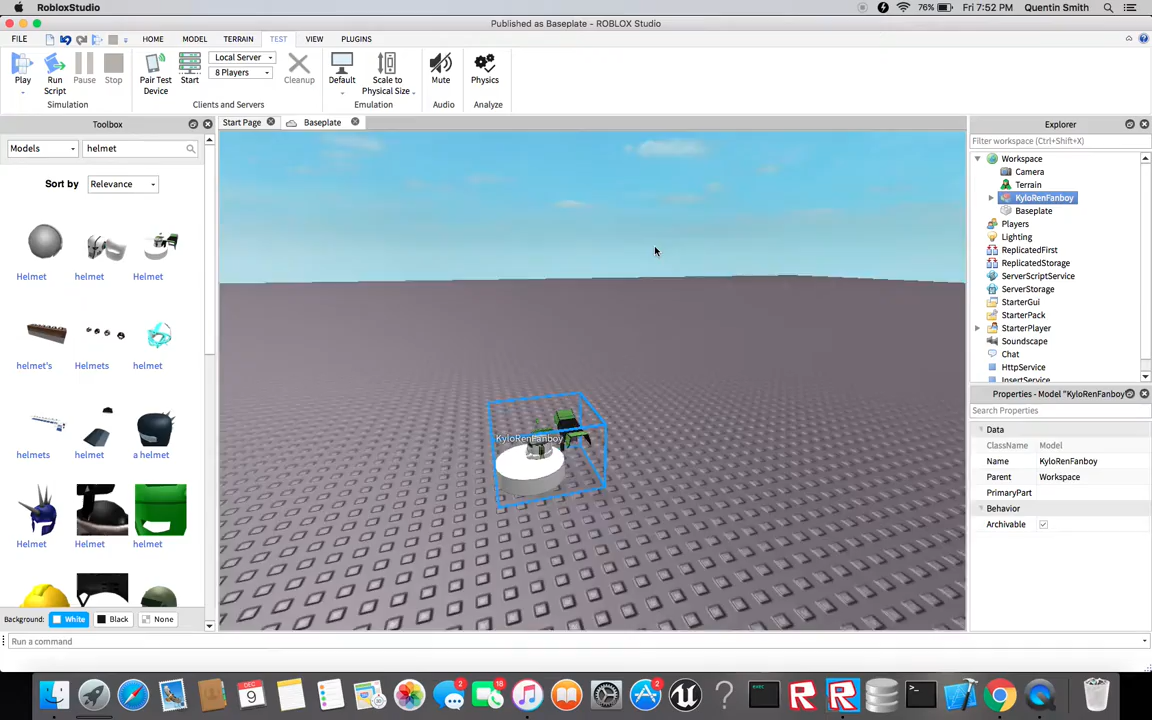 RobloxStudio 76% Fri 7:52 PM Quentin Smith
Published as Baseplate - ROBLOX Studio
FILE HOME MODEL TERRAIN TEST VIEW PLUGINS
Play Run Script Pause Stop
Simulation
Pair Test Device Start Local Server 8 Players Cleanup
Clients and Servers
Default Scale to Physical Size
Emulation
Mute
Audio
Physics
Analyze
Toolbox
Models helmet
Sort by Relevance
Helmet helmet Helmet
helmet's Helmets helmet
helmets helmet a helmet
Helmet Helmet helmet
Background: White Black None
Start Page Baseplate
KyloRenFanboy
Explorer
Filter workspace (Ctrl+Shift+X)
Workspace
Camera
Terrain
KyloRenFanboy
Baseplate
Players
Lighting
ReplicatedFirst
ReplicatedStorage
ServerScriptService
ServerStorage
StarterGui
StarterPack
StarterPlayer
Soundscape
Chat
HttpService
InsertService
Properties - Model "KyloRenFanboy"
Search Properties
Data
ClassName Model
Name KyloRenFanboy
Parent Workspace
PrimaryPart
Behavior
Archivable
Run a command
DEC
9
2 18 2